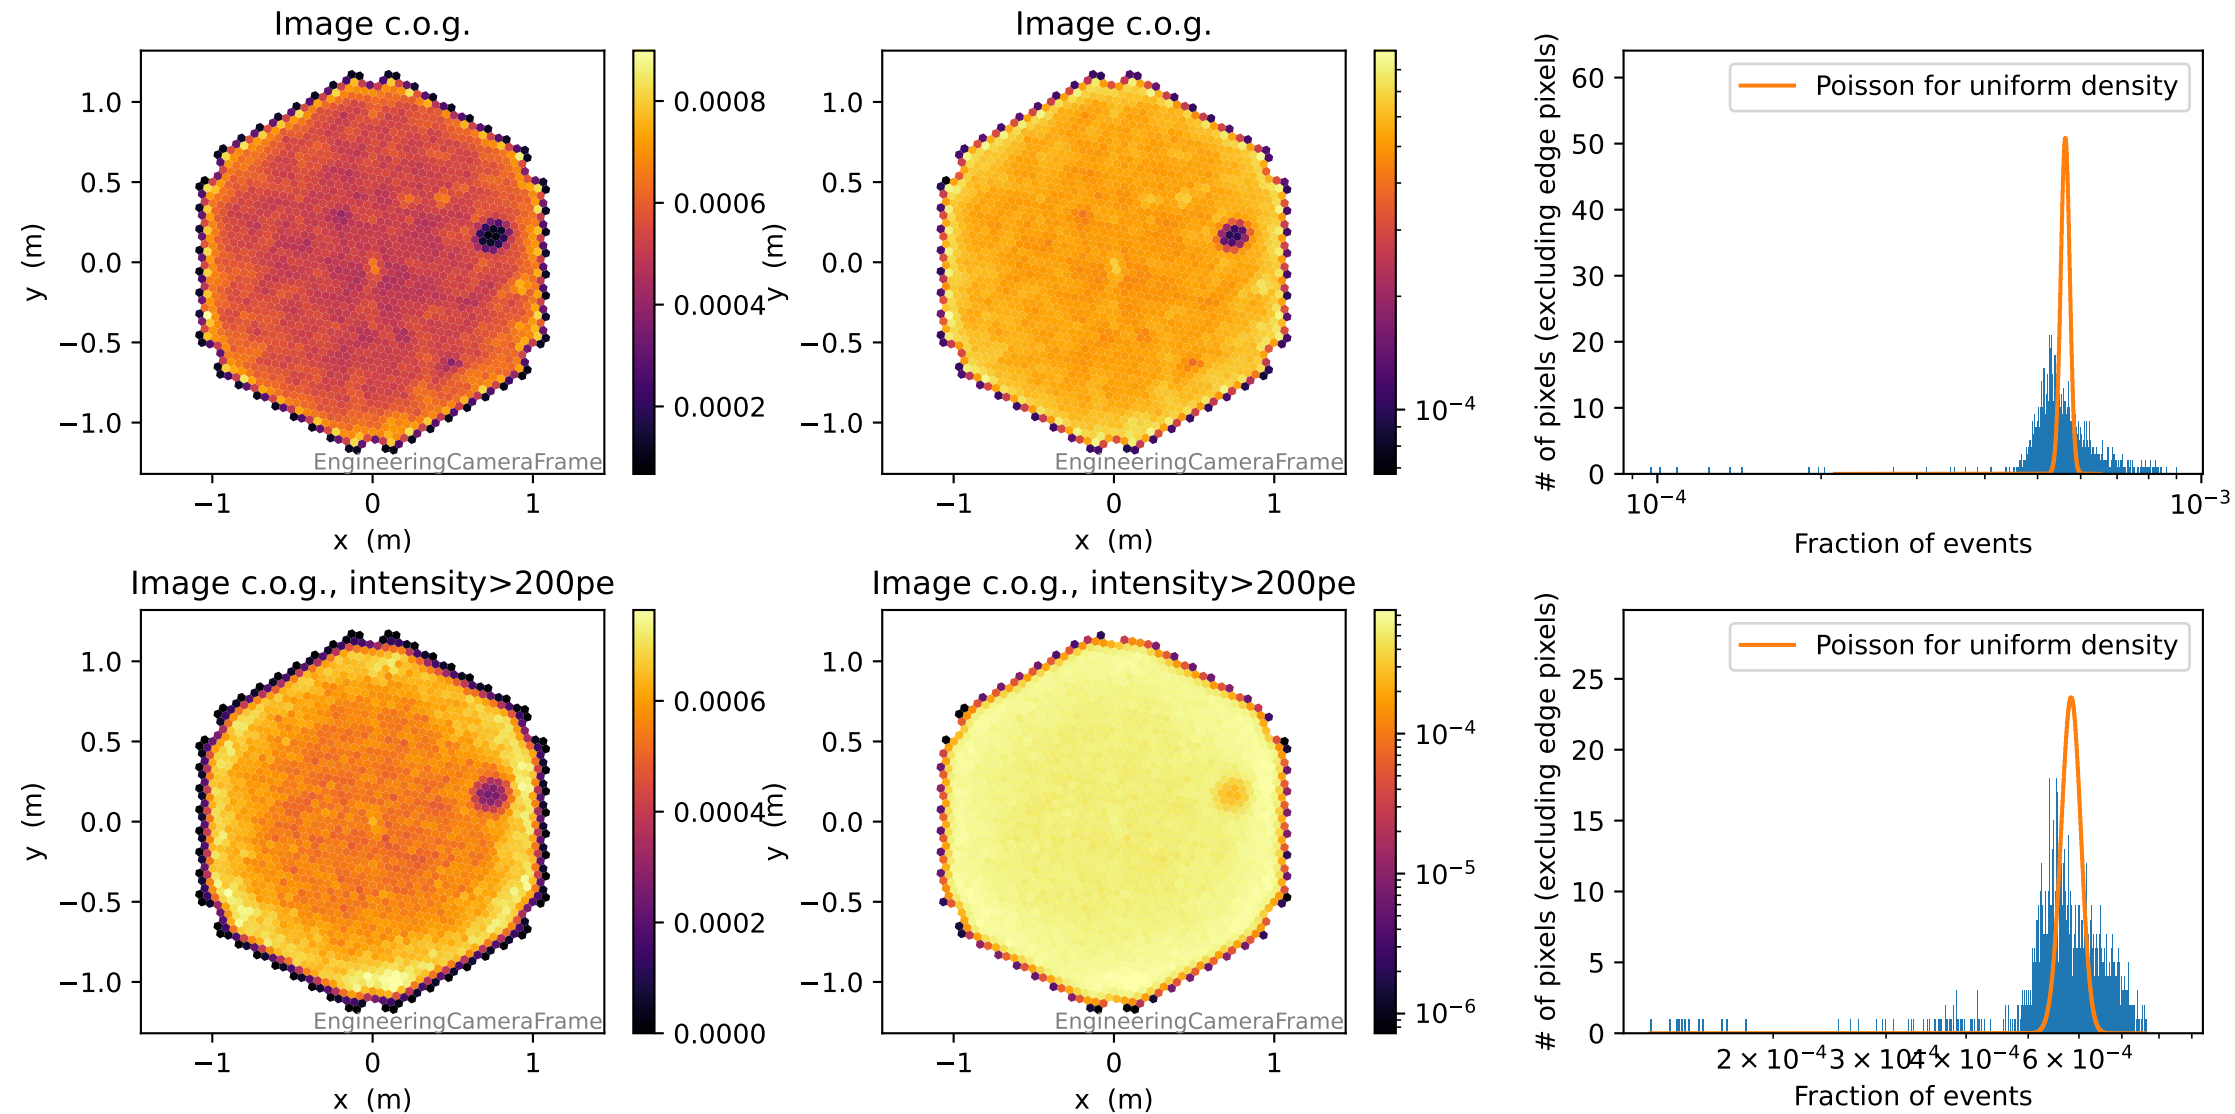 Image c.o.g.
1.0
0.5
0.0
−0.5
−1.0
y (m)
−1
0
1
x (m)
EngineeringCameraFrame
0.0008
0.0006
0.0004
0.0002
Image c.o.g.
1.0
0.5
0.0
−0.5
−1.0
y (m)
−1
0
1
x (m)
EngineeringCameraFrame
10⁻⁴
# of pixels (excluding edge pixels)
60
50
40
30
20
10
0
Poisson for uniform density
10⁻⁴
10⁻³
Fraction of events
Image c.o.g., intensity>200pe
1.0
0.5
0.0
−0.5
−1.0
y (m)
−1
0
1
x (m)
EngineeringCameraFrame
0.0006
0.0004
0.0002
0.0000
Image c.o.g., intensity>200pe
1.0
0.5
0.0
−0.5
−1.0
y (m)
−1
0
1
x (m)
EngineeringCameraFrame
10⁻⁴
10⁻⁵
10⁻⁶
# of pixels (excluding edge pixels)
25
20
15
10
5
0
Poisson for uniform density
2 × 10⁻⁴
3 × 10⁻⁴
4 × 10⁻⁴
6 × 10⁻⁴
Fraction of events